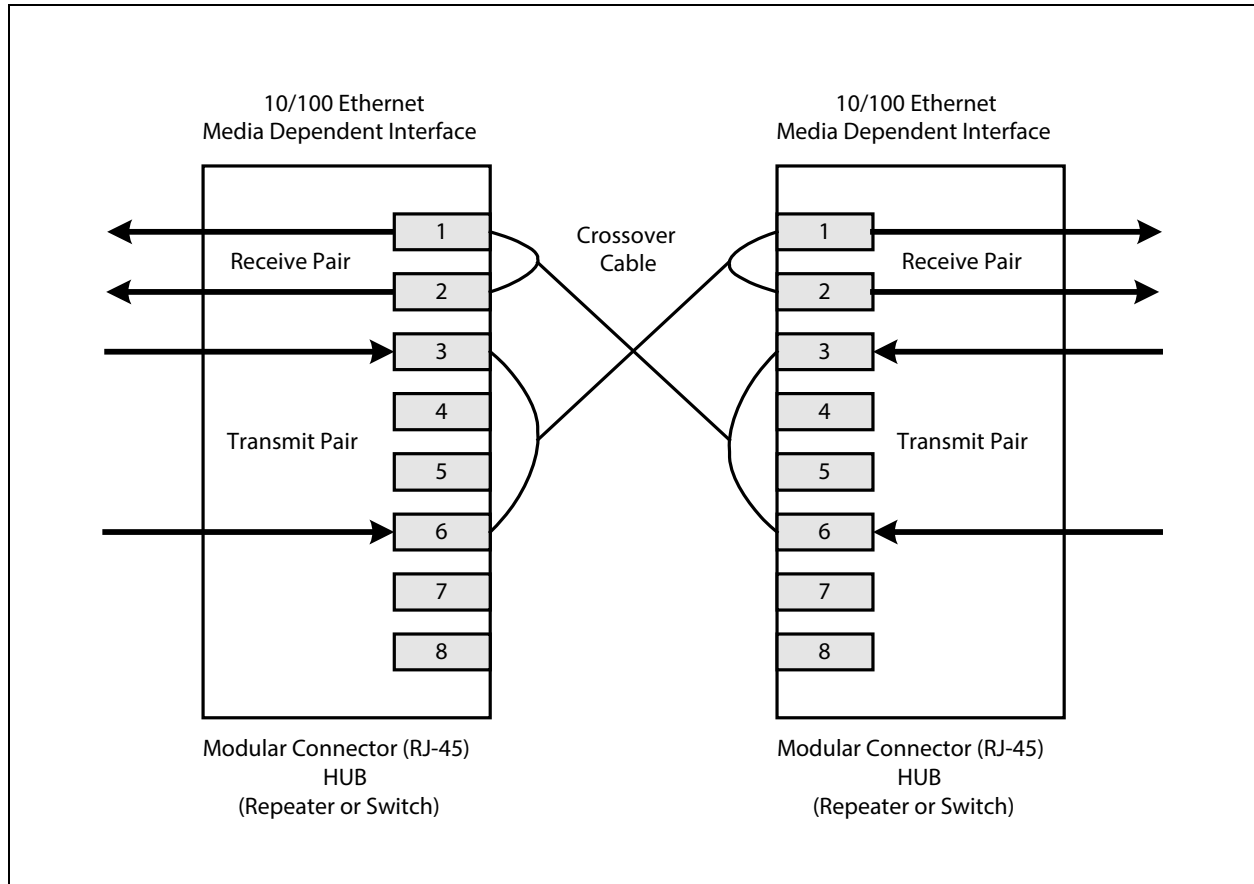 10/100 Ethernet
Media Dependent Interface
10/100 Ethernet
Media Dependent Interface
1
Receive Pair
2
3
4
Transmit Pair
5
6
7
8
Crossover
Cable
1
Receive Pair
2
3
4
Transmit Pair
5
6
7
8
Modular Connector (RJ-45)
HUB
(Repeater or Switch)
Modular Connector (RJ-45)
HUB
(Repeater or Switch)